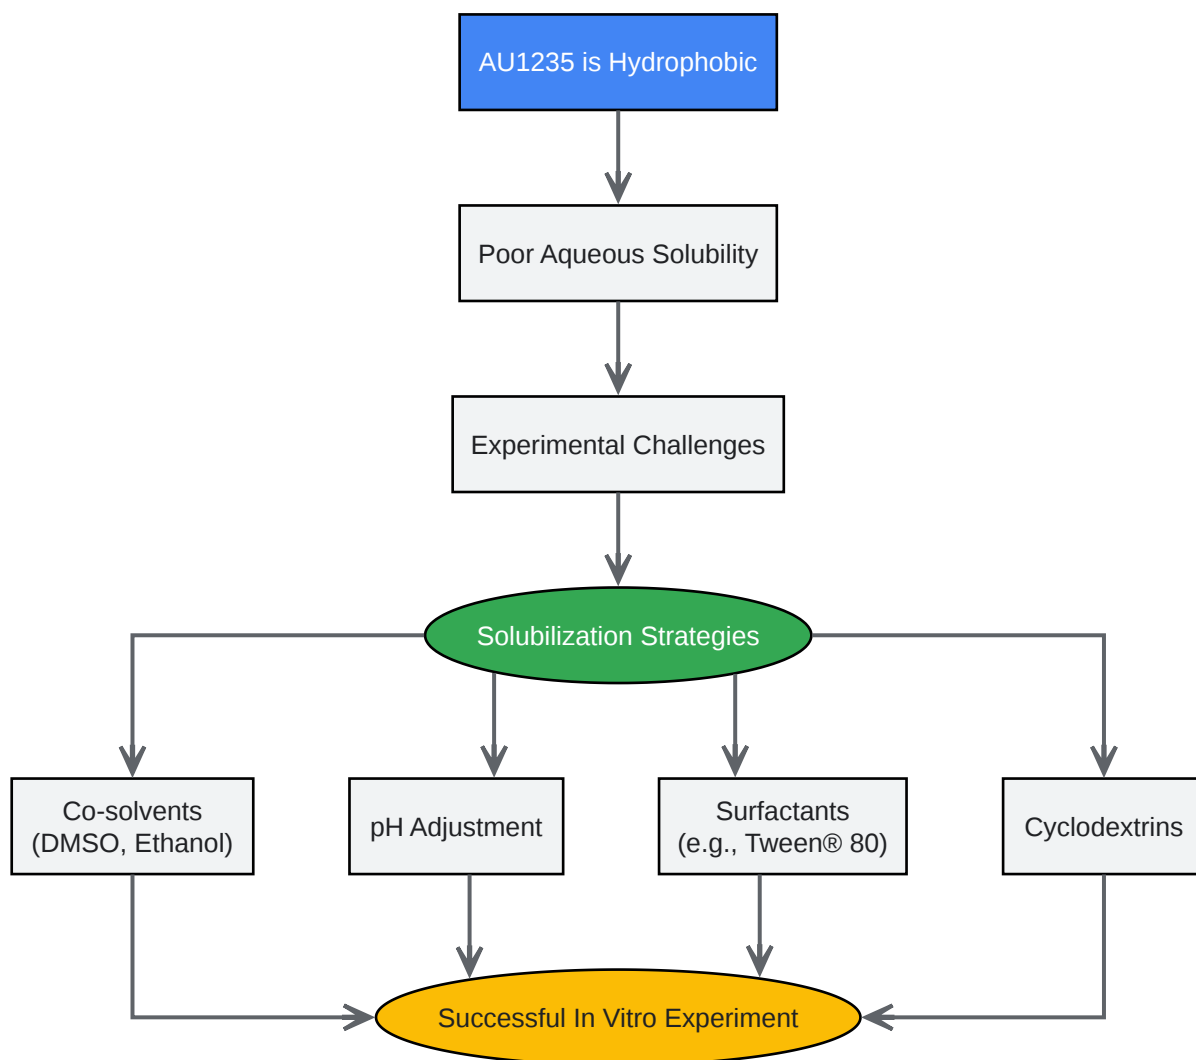 AU1235 is Hydrophobic
Poor Aqueous Solubility
Experimental Challenges
Solubilization Strategies
Co-solvents
(DMSO, Ethanol)
pH Adjustment
Surfactants
(e.g., Tween® 80)
Cyclodextrins
Successful In Vitro Experiment